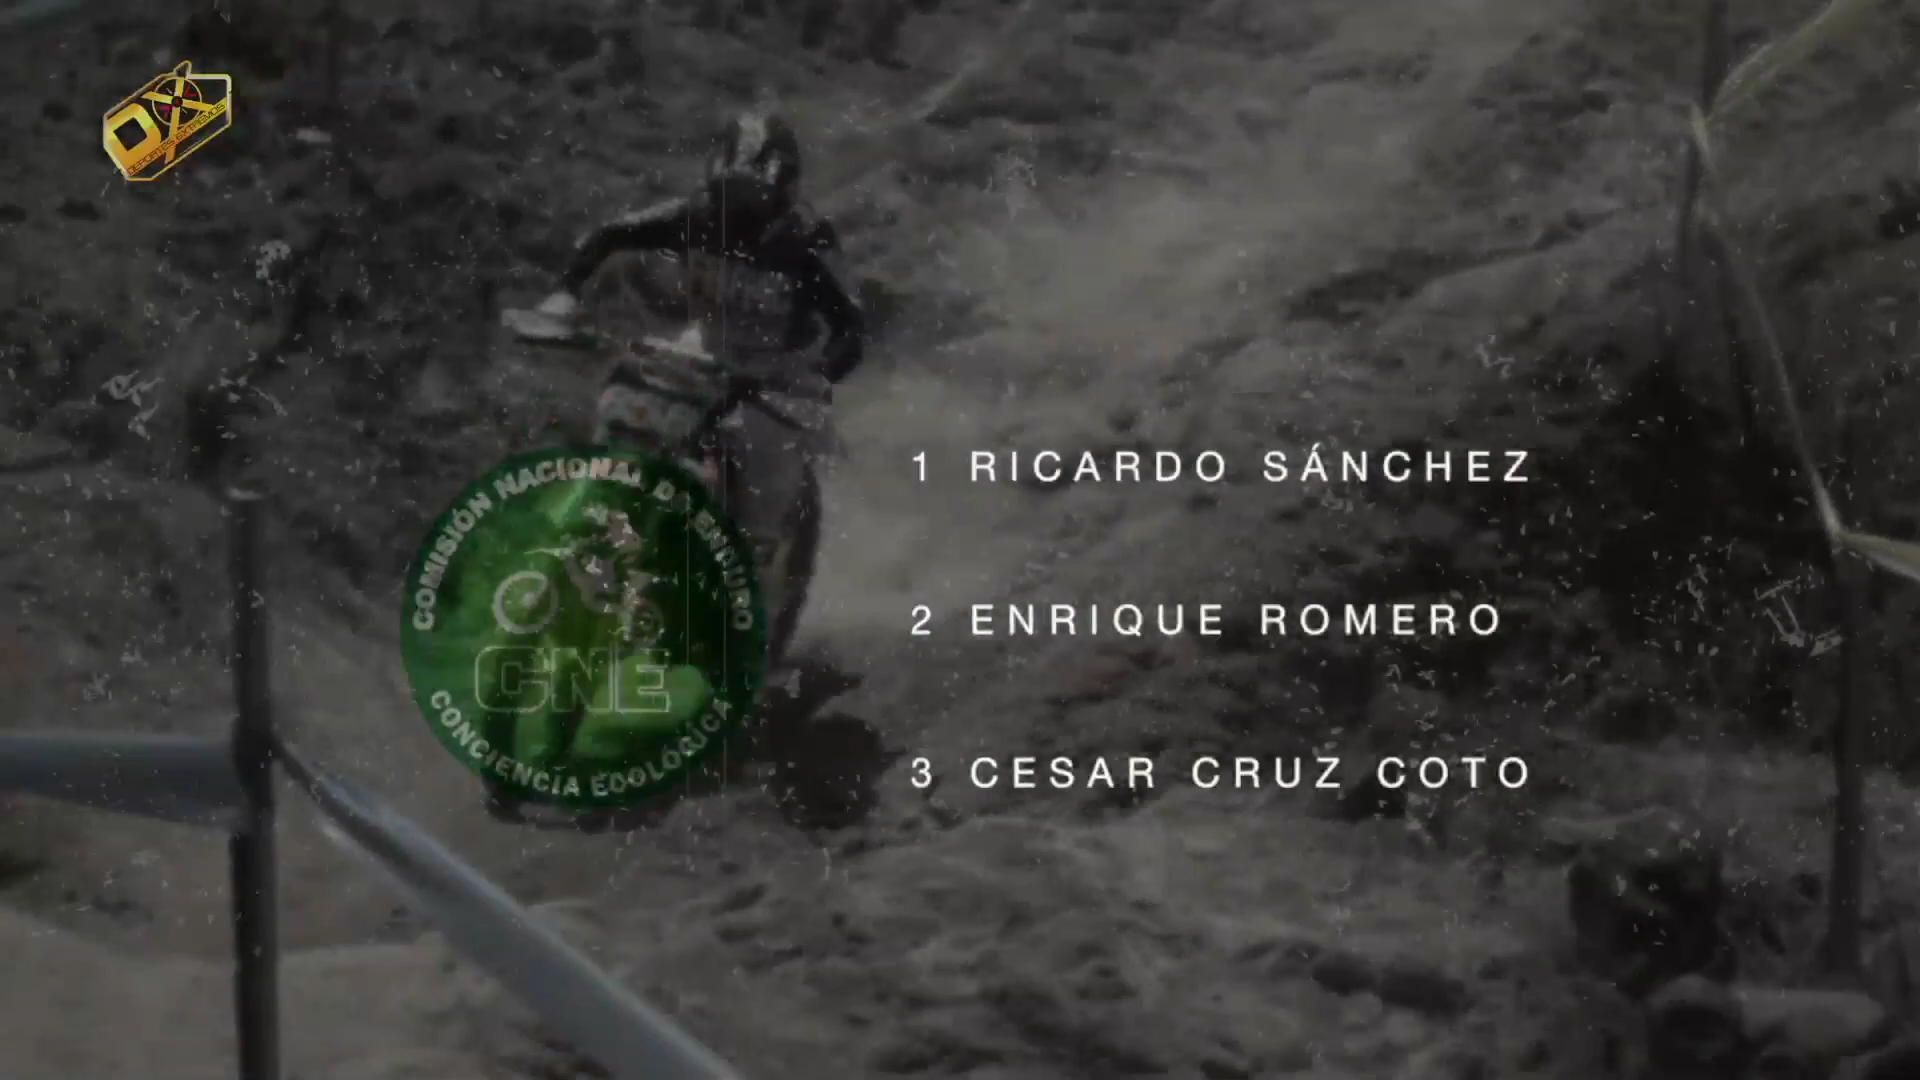 DX
DEPORTES EXTREMOS
1 RICARDO SÁNCHEZ
COMISIÓN NACIONAL DE ENDURO
2 ENRIQUE ROMERO
CNE
CONCIENCIA ECOLÓGICA
3 CESAR CRUZ COTO